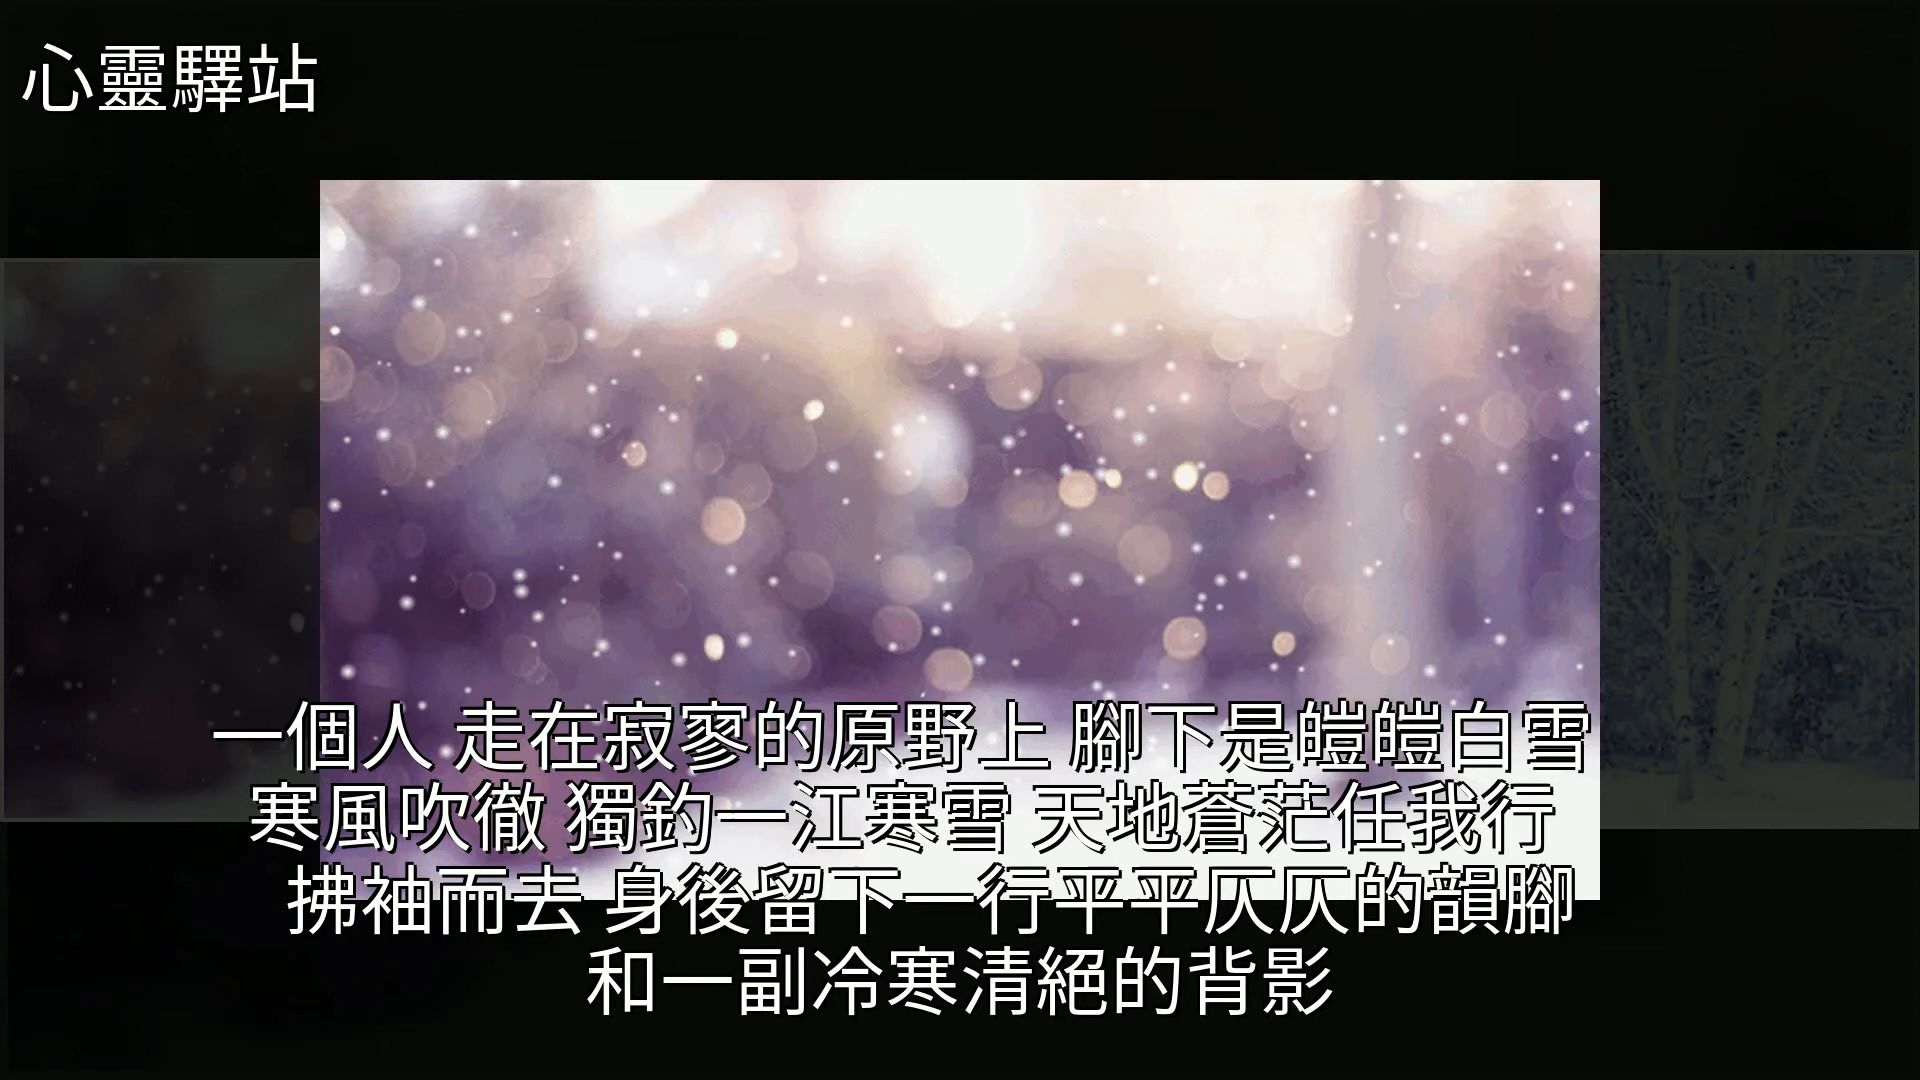 心靈驛站
一個人 走在寂寥的原野上 腳下是皚皚白雪
寒風吹徹 獨釣一江寒雪 天地蒼茫任我行
拂袖而去 身後留下一行平平仄仄的韻腳
和一副冷寒清絕的背影